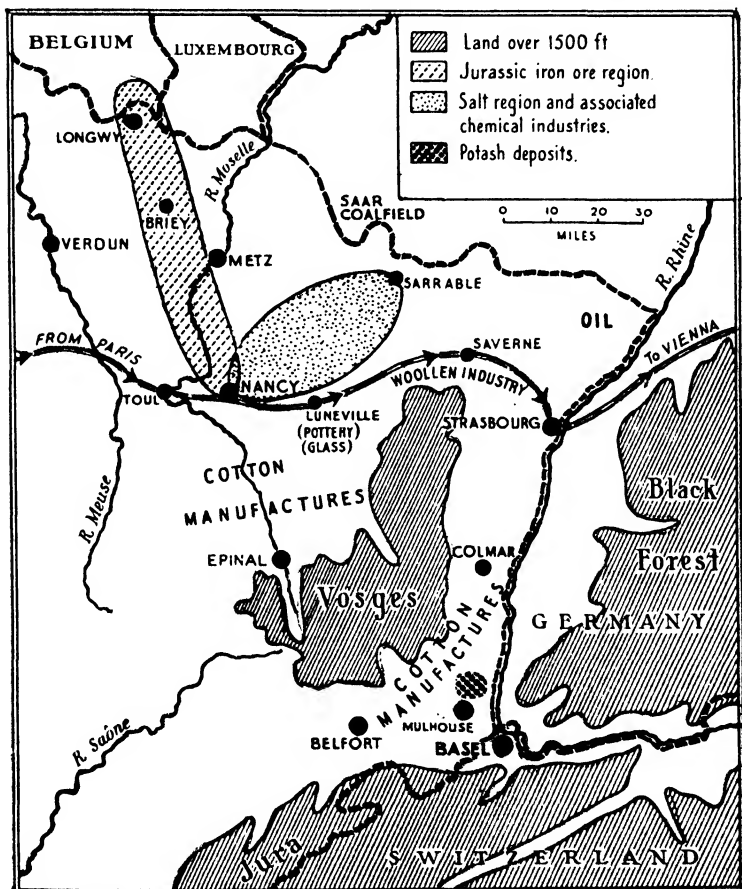 BELGIUM
LUXEMBOURG
Land over 1500 ft
Jurassic iron ore region.
Salt region and associated
chemical industries.
Potash deposits.
LONGWY
R. Muselle
SAAR
COALFIELD
0 10 20 30
MILES
BRIEY
VERDUN
METZ
SARRABLE
R. Rhine
OIL
FROM PARIS
SAVERNE
TO VIENNA
WOOLLEN INDUSTRY
TOUL
NANCY
LUNEVILLE
(POTTERY)
(GLASS)
STRASBOURG
COTTON
MANUFACTURES
R. Meuse
Black
Forest
EPINAL
COLMAR
Vosges
GERMANY
COTTON
MANUFACTURES
R. Saône
BELFORT
MULHOUSE
BASEL
Jura
SWITZERLAND